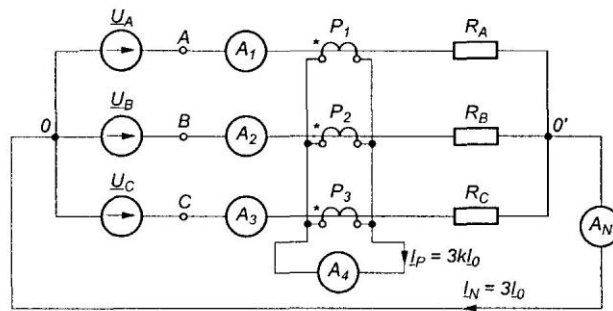 U_A A A_1 * P_1 R_A
U_B B A_2 * P_2 R_B
0 0'
U_C C A_3 * P_3 R_C
A_4 I_P = 3kI_0 A_N
I_N = 3I_0